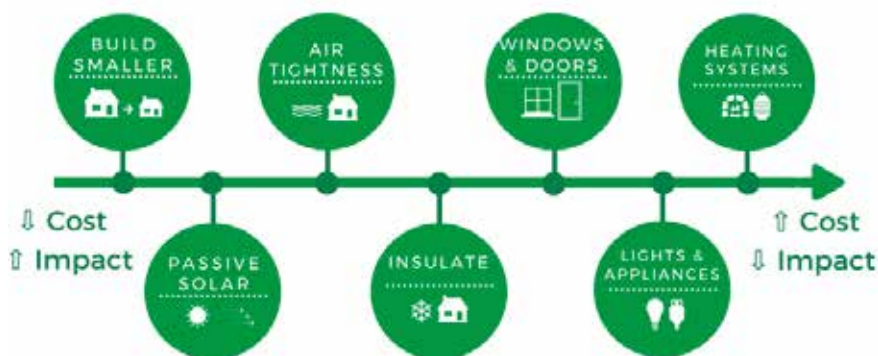 BUILD
SMALLER
AIR
TIGHTNESS
WINDOWS
& DOORS
HEATING
SYSTEMS
⇩ Cost
⇧ Impact
⇧ Cost
⇩ Impact
PASSIVE
SOLAR
INSULATE
LIGHTS &
APPLIANCES